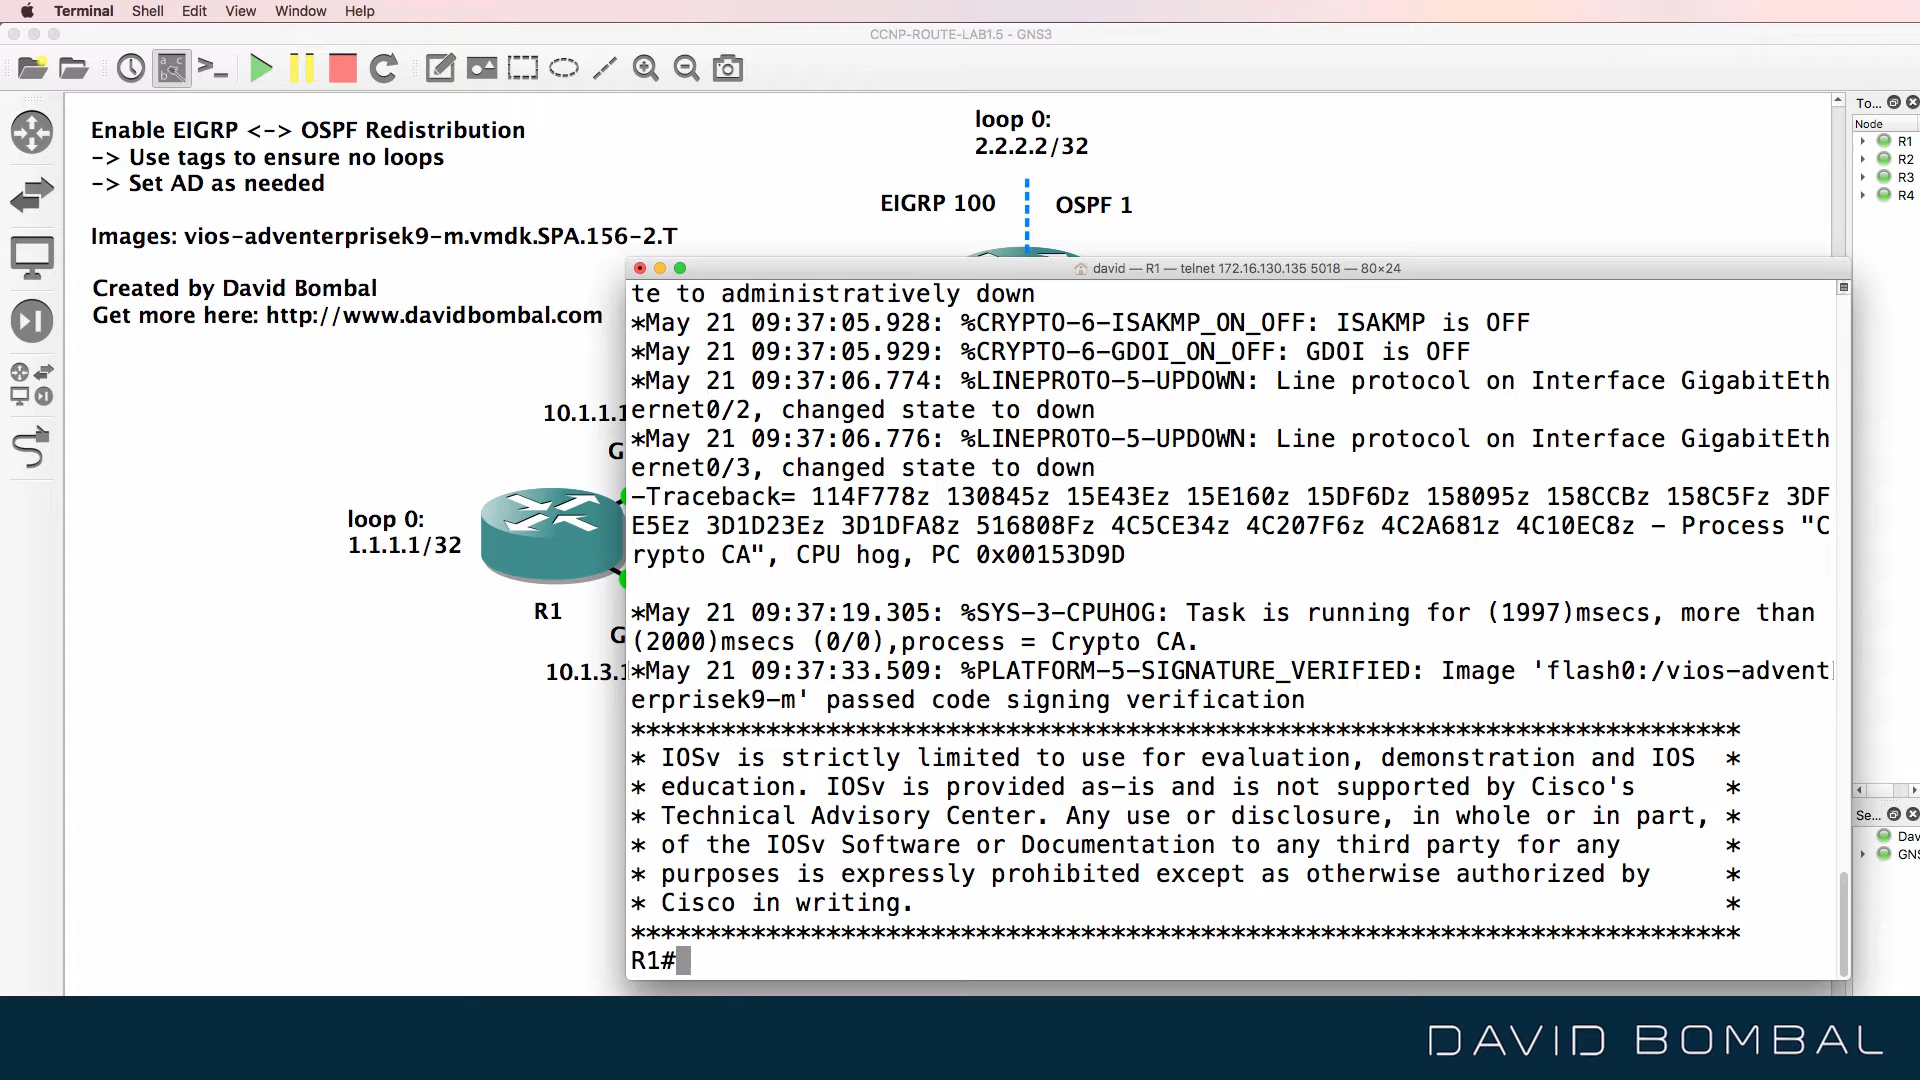 Terminal Shell Edit View Window Help
CCNP-ROUTE-LAB1.5 - GNS3
Enable EIGRP <-> OSPF Redistribution
-> Use tags to ensure no loops
-> Set AD as needed
Images: vios-adventerprisek9-m.vmdk.SPA.156-2.T
Created by David Bombal
Get more here: http://www.davidbombal.com
loop 0:
2.2.2.2/32
EIGRP 100
OSPF 1
To...
Node
R1
R2
R3
R4
10.1.1.1
G
loop 0:
1.1.1.1/32
R1
G
10.1.3.1
david — R1 — telnet 172.16.130.135 5018 — 80×24
te to administratively down
*May 21 09:37:05.928: %CRYPTO-6-ISAKMP_ON_OFF: ISAKMP is OFF
*May 21 09:37:05.929: %CRYPTO-6-GDOI_ON_OFF: GDOI is OFF
*May 21 09:37:06.774: %LINEPROTO-5-UPDOWN: Line protocol on Interface GigabitEth
ernet0/2, changed state to down
*May 21 09:37:06.776: %LINEPROTO-5-UPDOWN: Line protocol on Interface GigabitEth
ernet0/3, changed state to down
-Traceback= 114F778z 130845z 15E43Ez 15E160z 15DF6Dz 158095z 158CCBz 158C5Fz 3DF
E5Ez 3D1D23Ez 3D1DFA8z 516808Fz 4C5CE34z 4C207F6z 4C2A681z 4C10EC8z - Process "C
rypto CA", CPU hog, PC 0x00153D9D
*May 21 09:37:19.305: %SYS-3-CPUHOG: Task is running for (1997)msecs, more than
(2000)msecs (0/0),process = Crypto CA.
*May 21 09:37:33.509: %PLATFORM-5-SIGNATURE_VERIFIED: Image 'flash0:/vios-advent
erprisek9-m' passed code signing verification
**************************************************************************
* IOSv is strictly limited to use for evaluation, demonstration and IOS  *
* education. IOSv is provided as-is and is not supported by Cisco's      *
* Technical Advisory Center. Any use or disclosure, in whole or in part, *
* of the IOSv Software or Documentation to any third party for any       *
* purposes is expressly prohibited except as otherwise authorized by     *
* Cisco in writing.                                                      *
**************************************************************************
R1#
Se...
Dav
GNS
DAVID BOMBAL